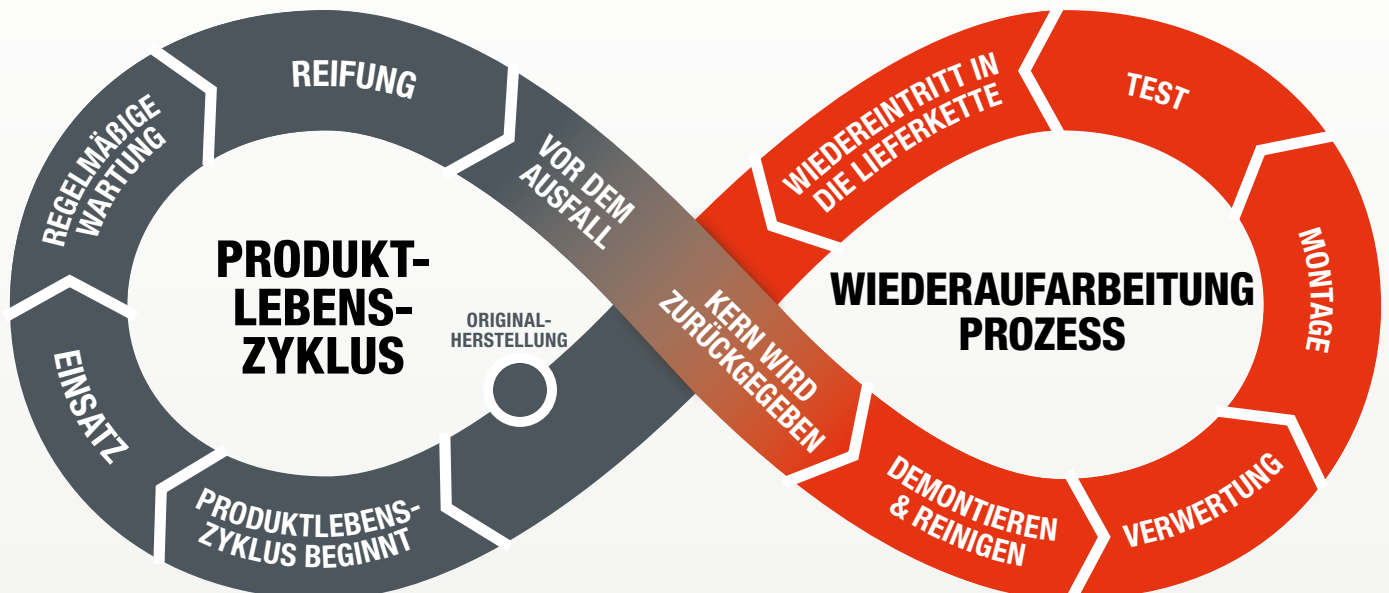 PRODUKT-
LEBENS-
ZYKLUS
ORIGINAL-
HERSTELLUNG
PRODUKTLEBENS-
ZYKLUS BEGINNT
EINSATZ
REGELMÄßIGE
WARTUNG
REIFUNG
VOR DEM
AUSFALL
KERN WIRD
ZURÜCKGEGEBEN
WIEDERAUFARBEITUNG
PROZESS
DEMONTIEREN
& REINIGEN
VERWERTUNG
MONTAGE
TEST
WIEDEREINTRITT IN
DIE LIEFERKETTE